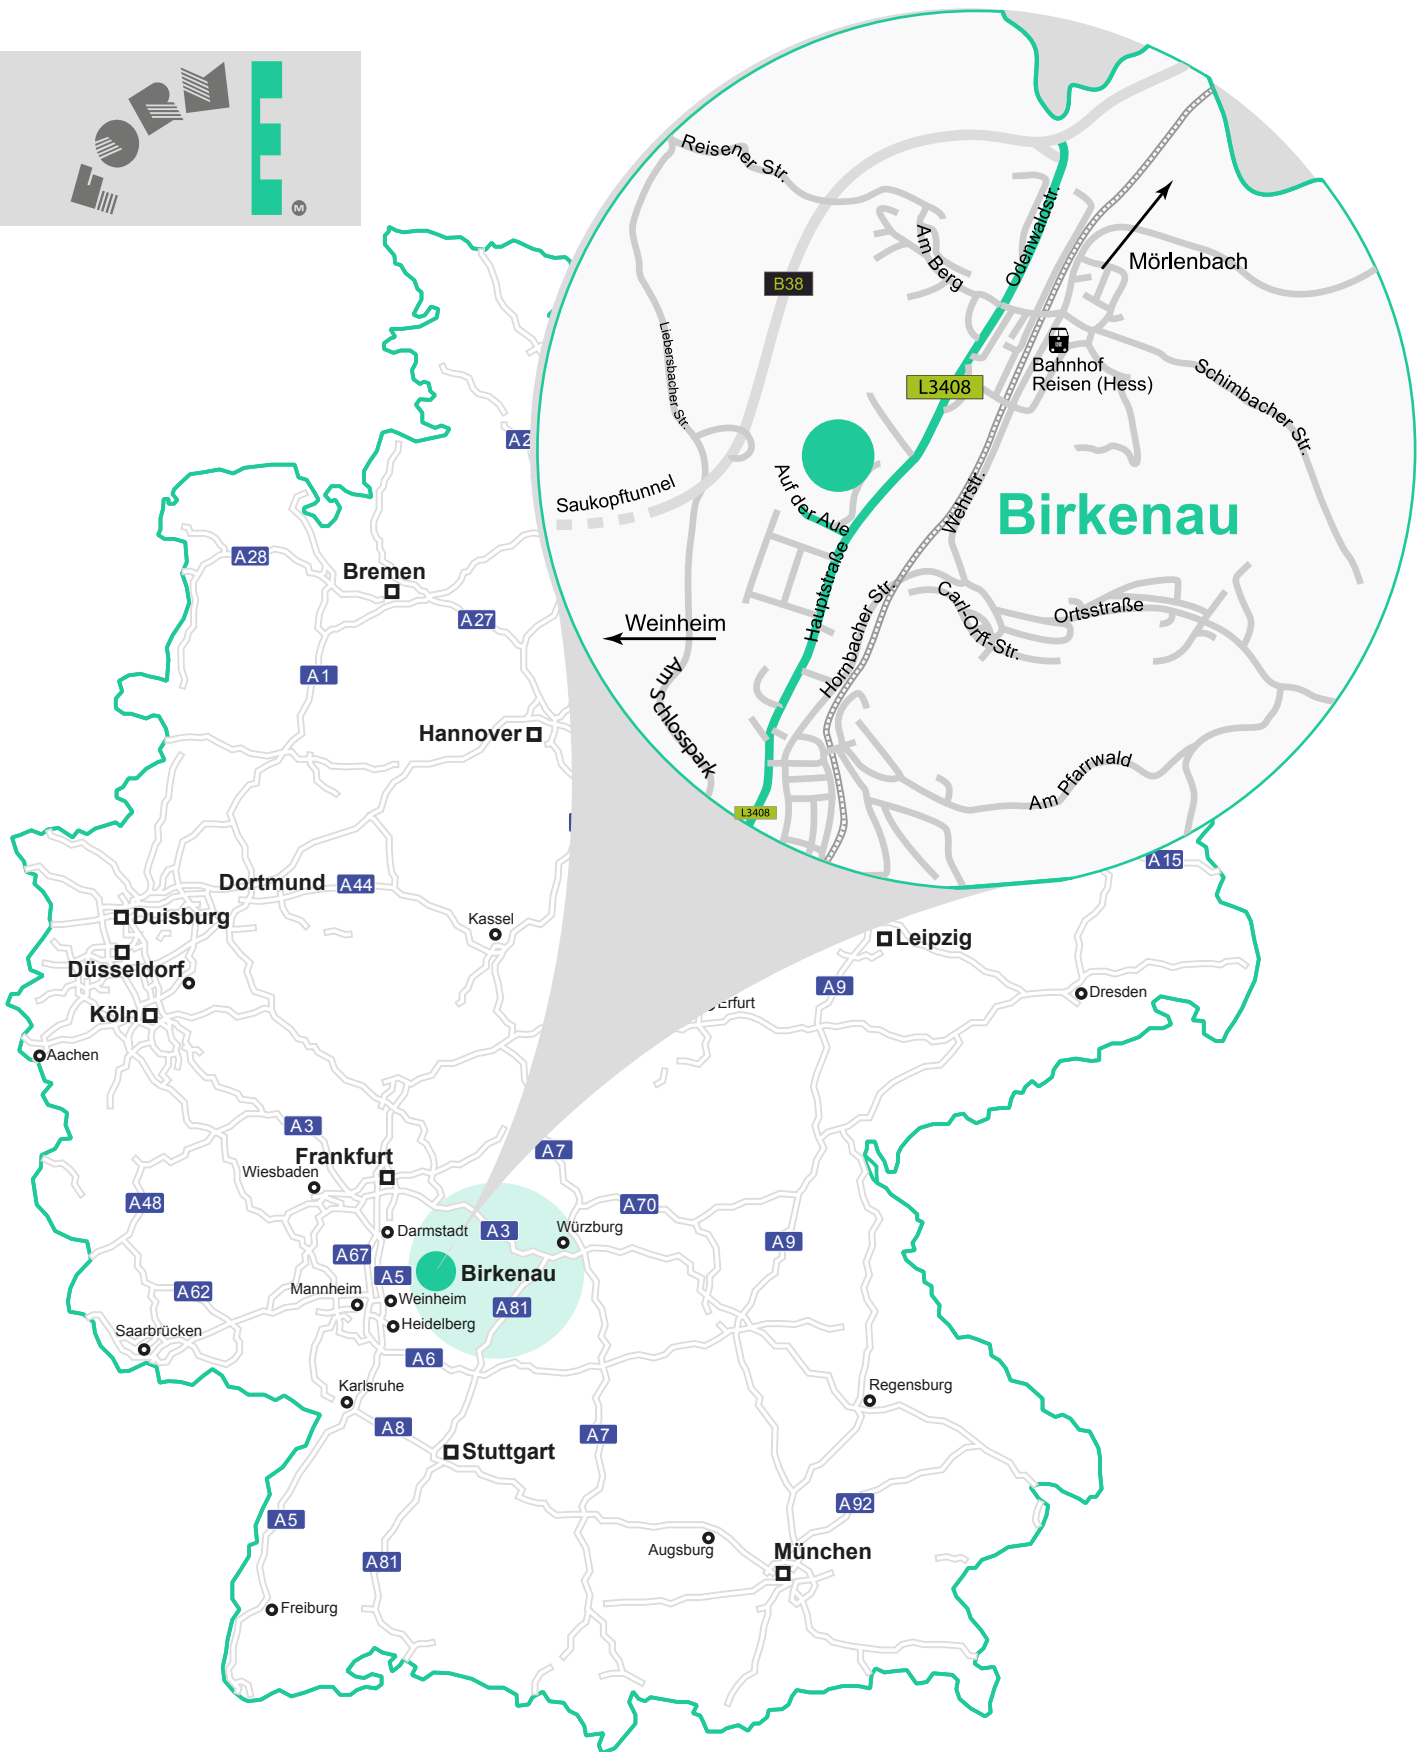 FORM E
M
Reisener Str.
Am Berg
Odenwaldstr.
Mörlenbach
B38
Liebersbacher Str.
Bahnhof
Reisen (Hess)
L3408
Schimbacher Str.
Saukopftunnel
Auf der Aue
Wehrstr.
Birkenau
Hauptstraße
Hornbacher Str.
Carl-Orff-Str.
Ortsstraße
Weinheim
Am Schlosspark
Am Pfarrwald
L3408
A28
Bremen
A27
A1
Hannover
A15
Dortmund
A44
Duisburg
Kassel
Leipzig
Düsseldorf
A9
Dresden
Erfurt
Köln
Aachen
A3
Frankfurt
A7
Wiesbaden
A48
A70
Darmstadt
A3
Würzburg
A67
A9
A5
Birkenau
A62
Mannheim
Weinheim
A81
Heidelberg
Saarbrücken
A6
Karlsruhe
Regensburg
A8
A7
Stuttgart
A92
A5
Augsburg
München
A81
Freiburg